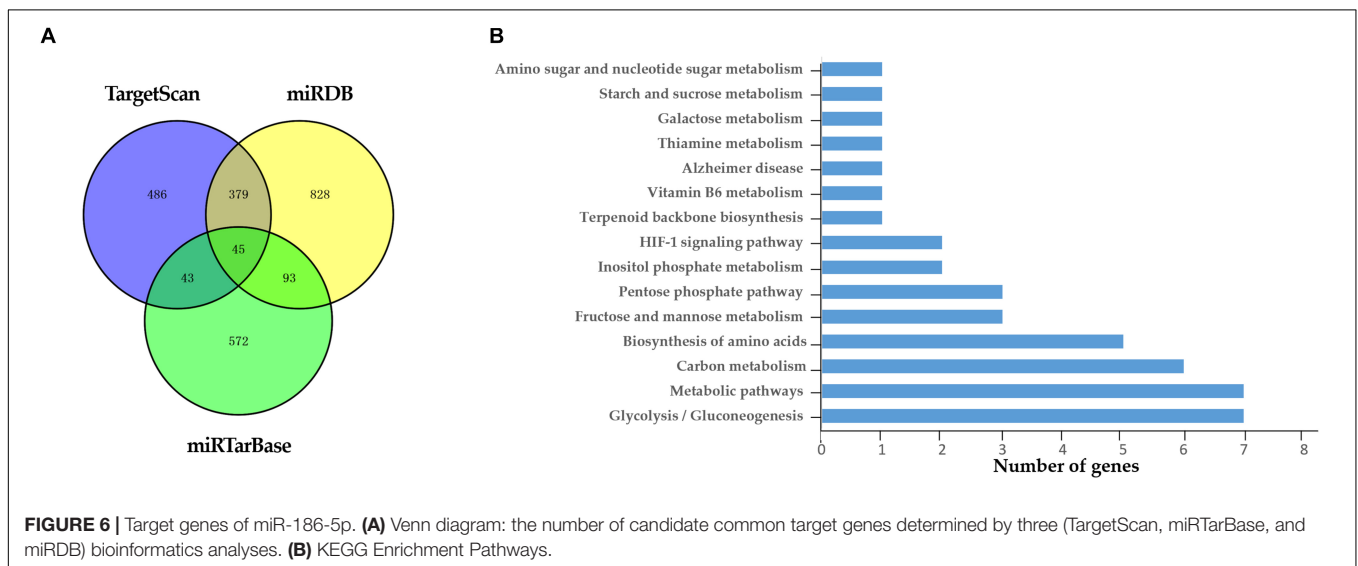 A
B
TargetScan
miRDB
486
379
828
45
43
93
572
miRTarBase
Amino sugar and nucleotide sugar metabolism
Starch and sucrose metabolism
Galactose metabolism
Thiamine metabolism
Alzheimer disease
Vitamin B6 metabolism
Terpenoid backbone biosynthesis
HIF-1 signaling pathway
Inositol phosphate metabolism
Pentose phosphate pathway
Fructose and mannose metabolism
Biosynthesis of amino acids
Carbon metabolism
Metabolic pathways
Glycolysis / Gluconeogenesis
0 1 2 3 4 5 6 7 8
Number of genes
FIGURE 6 | Target genes of miR-186-5p. (A) Venn diagram: the number of candidate common target genes determined by three (TargetScan, miRTarBase, and
miRDB) bioinformatics analyses. (B) KEGG Enrichment Pathways.